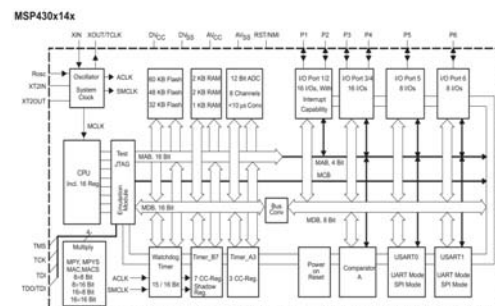 MSP430x14x
XIN XOUT/TCLK DVCC DVSS AVCC AVSS RST/NMI P1 P2 P3 P4 P5 P6
Rosc
XT2IN
XT2OUT
Oscillator
System
Clock
ACLK
SMCLK
60 KB Flash
48 KB Flash
32 KB Flash
2 KB RAM
2 KB RAM
1 KB RAM
12 Bit ADC
8 Channels
<10 µs Conv
I/O Port 1/2
16 I/Os, With
Interrupt
Capability
I/O Port 3/4
16 I/Os
I/O Port 5
8 I/Os
I/O Port 6
8 I/Os
MCLK
CPU
Incl. 16 Reg.
Test
JTAG
Emulation
Module
MAB, 16 Bit
MAB, 4 Bit
MCB
MDB, 16 Bit
Bus
Conv
MDB, 8 Bit
TMS
TCK
TDI
TDO/TDI
Multiply
MPY, MPYS
MAC, MACS
8×8 Bit
8×16 Bit
16×8 Bit
16×16 Bit
ACLK
SMCLK
Watchdog
Timer
15 / 16 Bit
Timer_B7
7 CC-Reg.
Shadow
Reg.
Timer_A3
3 CC-Reg.
Power
on
Reset
Comparator
A
USART0
UART Mode
SPI Mode
USART1
UART Mode
SPI Mode